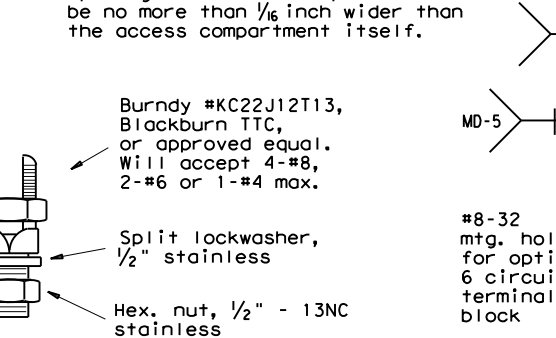 be no more than 1/16 inch wider than
the access compartment itself.
Burndy #KC22J12T13,
Blackburn TTC,
or approved equal.
Will accept 4-#8,
2-#6 or 1-#4 max.
MD-5
Split lockwasher,
1/2" stainless
Hex. nut, 1/2" - 13NC
stainless
#8-32
mtg. hol
for opti
6 circui
terminal
block